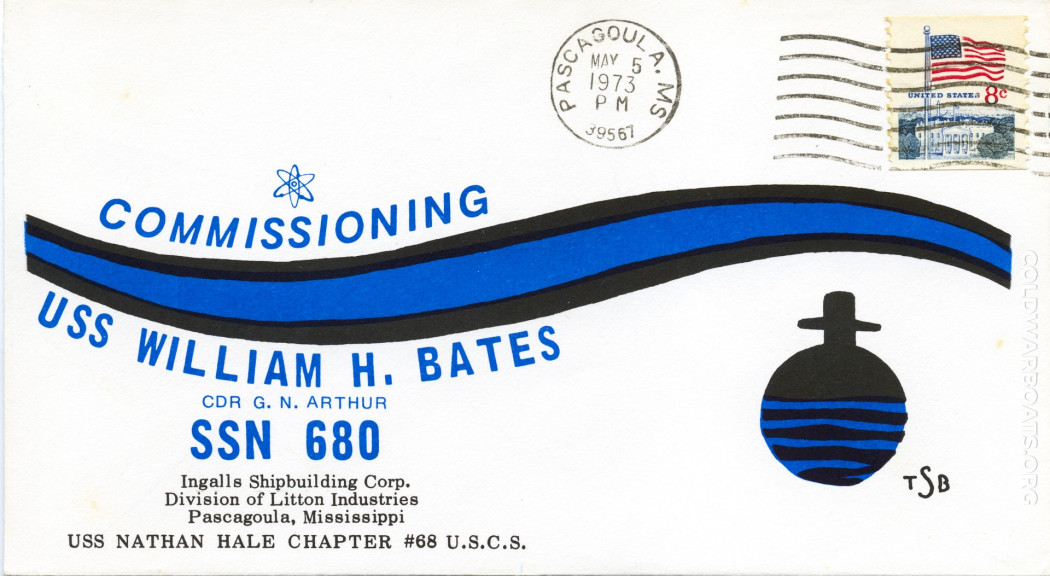 PASCAGOULA. MS
MAY 5
1973
PM
39567
UNITED STATES 8c
COMMISSIONING
USS WILLIAM H. BATES
CDR G. N. ARTHUR
SSN 680
Ingalls Shipbuilding Corp.
Division of Litton Industries
Pascagoula, Mississippi
USS NATHAN HALE CHAPTER #68 U.S.C.S.
TSB
COLDWARBOATS.ORG